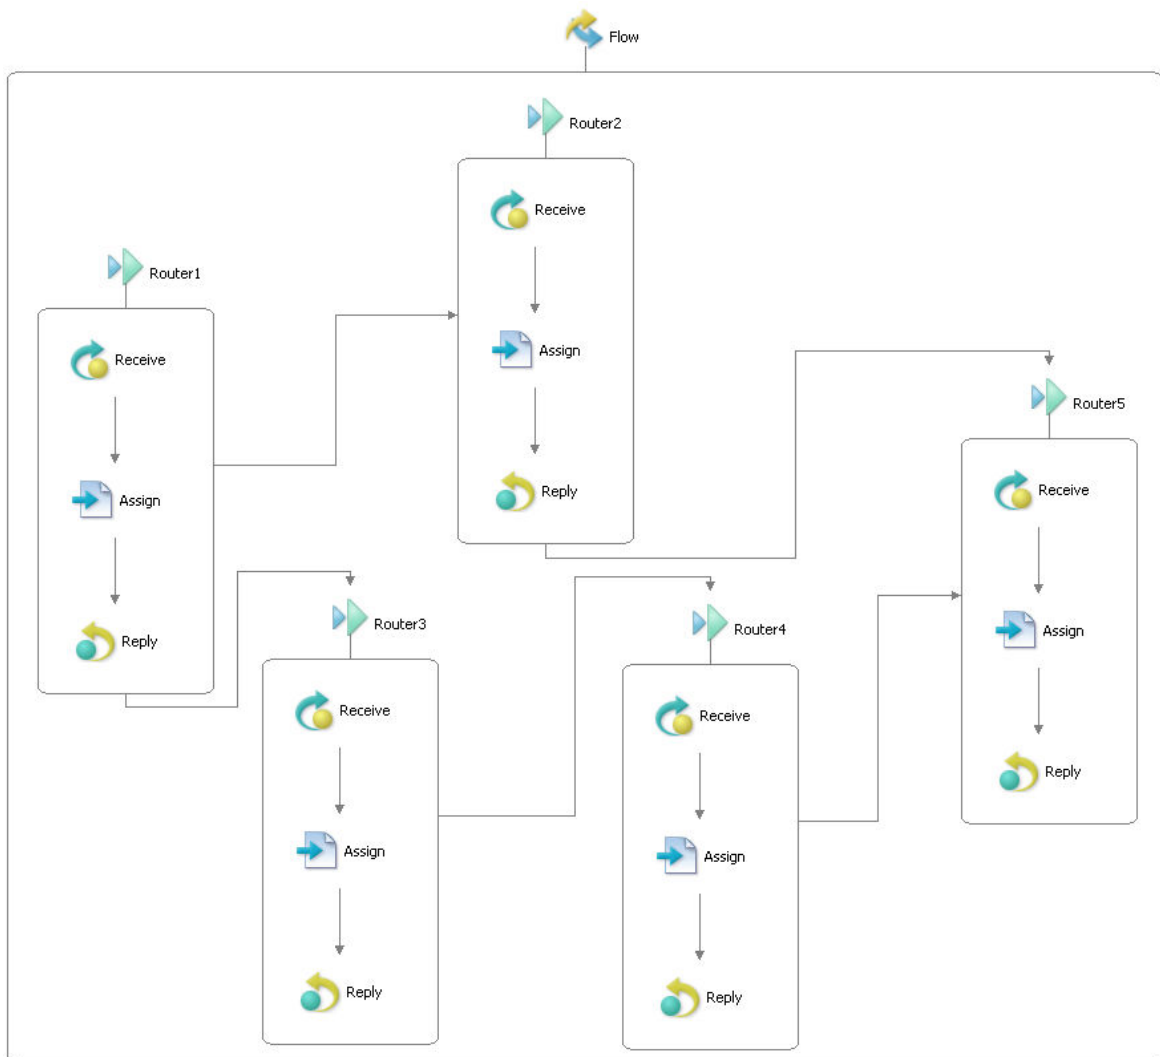 Flow
Router2
Receive
Assign
Reply
Router1
Receive
Assign
Reply
Router5
Receive
Assign
Reply
Router3
Receive
Assign
Reply
Router4
Receive
Assign
Reply